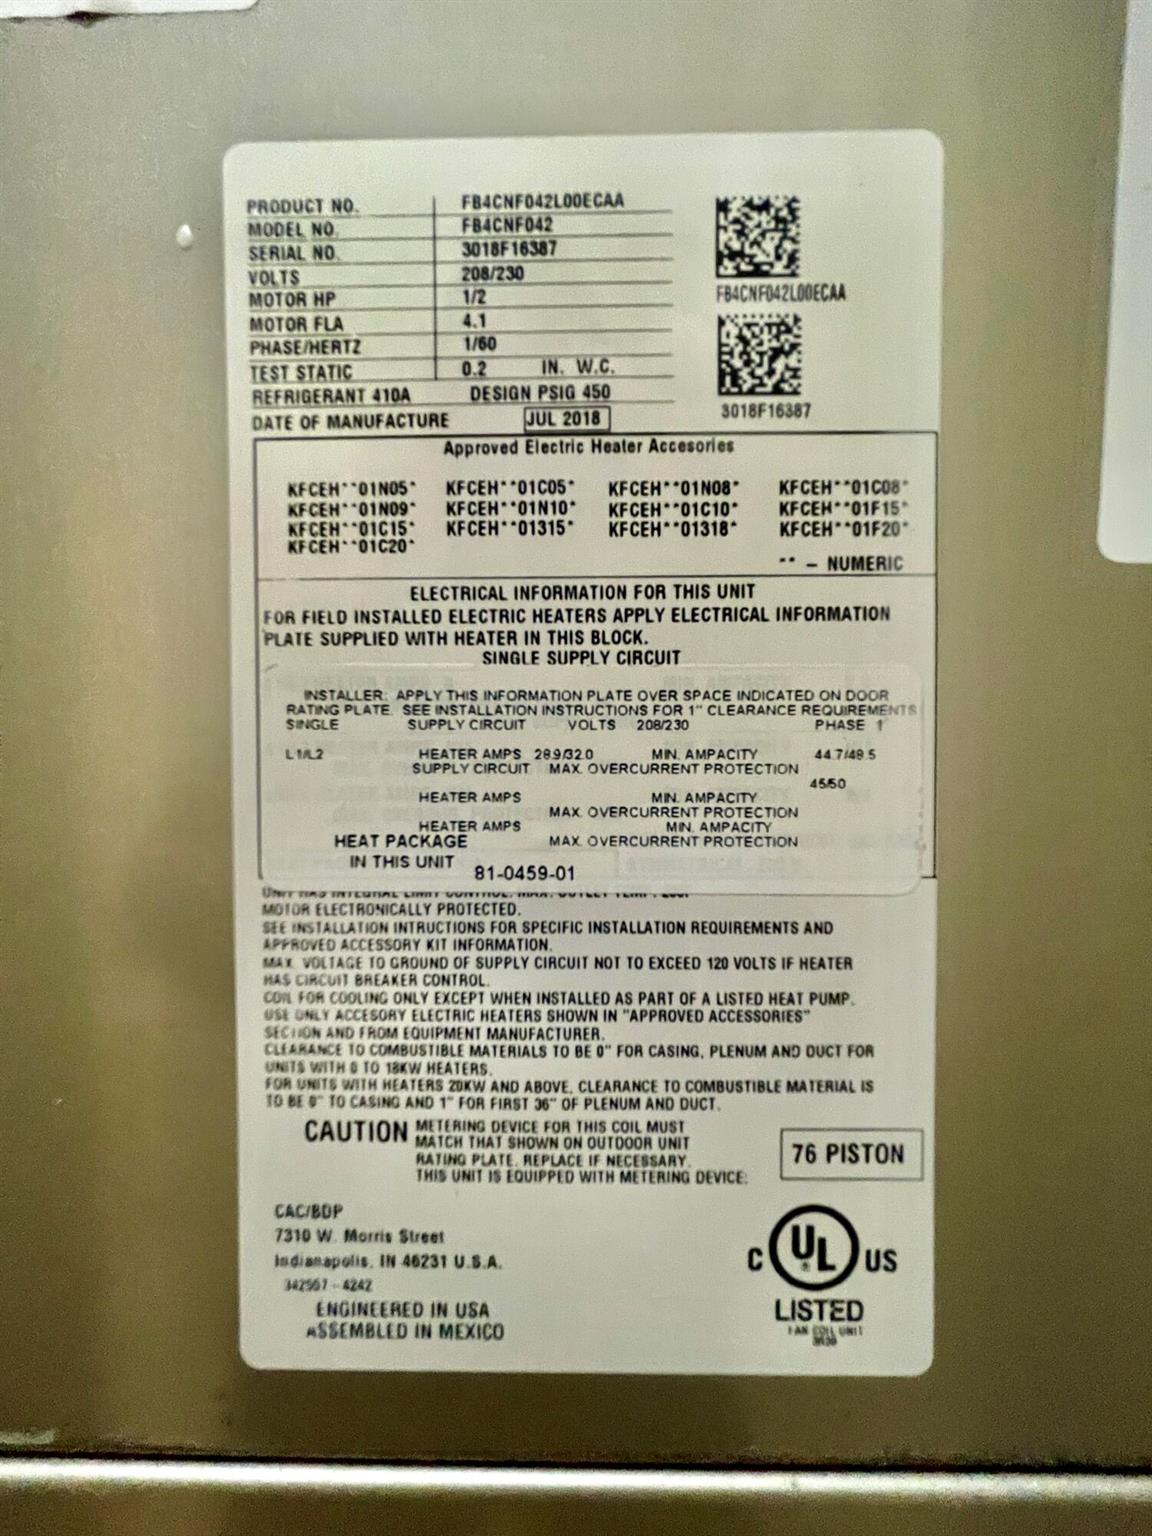 PRODUCT NO. FB4CNF042L00ECAA
MODEL NO. FB4CNF042
SERIAL NO. 3018F16387
VOLTS 208/230
MOTOR HP 1/2
MOTOR FLA 4.1
PHASE/HERTZ 1/60
TEST STATIC 0.2 IN. W.C.
REFRIGERANT 410A DESIGN PSIG 450
DATE OF MANUFACTURE JUL 2018
FB4CNF042L00ECAA
3018F16387
Approved Electric Heater Accesories
KFCEH**01N05* KFCEH**01C05* KFCEH**01N08* KFCEH**01C08*
KFCEH**01N09* KFCEH**01N10* KFCEH**01C10* KFCEH**01F15*
KFCEH**01C15* KFCEH**01315* KFCEH**01318* KFCEH**01F20*
KFCEH**01C20*
** – NUMERIC
ELECTRICAL INFORMATION FOR THIS UNIT
FOR FIELD INSTALLED ELECTRIC HEATERS APPLY ELECTRICAL INFORMATION
PLATE SUPPLIED WITH HEATER IN THIS BLOCK.
SINGLE SUPPLY CIRCUIT
INSTALLER: APPLY THIS INFORMATION PLATE OVER SPACE INDICATED ON DOOR
RATING PLATE. SEE INSTALLATION INSTRUCTIONS FOR 1" CLEARANCE REQUIREMENTS
SINGLE SUPPLY CIRCUIT VOLTS 208/230 PHASE 1
L1/L2 HEATER AMPS 28.9/32.0 MIN. AMPACITY 44.7/48.5
SUPPLY CIRCUIT MAX. OVERCURRENT PROTECTION
45/50
HEATER AMPS MIN. AMPACITY
MAX. OVERCURRENT PROTECTION
HEATER AMPS MIN. AMPACITY
HEAT PACKAGE MAX. OVERCURRENT PROTECTION
IN THIS UNIT 81-0459-01
UNIT HAS INTEGRAL LIMIT CONTROL. MAX. OUTLET TEMP.
MOTOR ELECTRONICALLY PROTECTED.
SEE INSTALLATION INTRUCTIONS FOR SPECIFIC INSTALLATION REQUIREMENTS AND
APPROVED ACCESSORY KIT INFORMATION.
MAX. VOLTAGE TO GROUND OF SUPPLY CIRCUIT NOT TO EXCEED 120 VOLTS IF HEATER
HAS CIRCUIT BREAKER CONTROL.
COIL FOR COOLING ONLY EXCEPT WHEN INSTALLED AS PART OF A LISTED HEAT PUMP.
USE ONLY ACCESORY ELECTRIC HEATERS SHOWN IN "APPROVED ACCESSORIES"
SECTION AND FROM EQUIPMENT MANUFACTURER.
CLEARANCE TO COMBUSTIBLE MATERIALS TO BE 0" FOR CASING, PLENUM AND DUCT FOR
UNITS WITH 0 TO 18KW HEATERS.
FOR UNITS WITH HEATERS 20KW AND ABOVE, CLEARANCE TO COMBUSTIBLE MATERIAL IS
TO BE 0" TO CASING AND 1" FOR FIRST 36" OF PLENUM AND DUCT.
CAUTION METERING DEVICE FOR THIS COIL MUST
MATCH THAT SHOWN ON OUTDOOR UNIT
RATING PLATE. REPLACE IF NECESSARY.
THIS UNIT IS EQUIPPED WITH METERING DEVICE:
76 PISTON
CAC/BDP
7310 W. Morris Street
Indianapolis, IN 46231 U.S.A.
342567 - 4242
ENGINEERED IN USA
ASSEMBLED IN MEXICO
C UL US
LISTED
FAN COIL UNIT